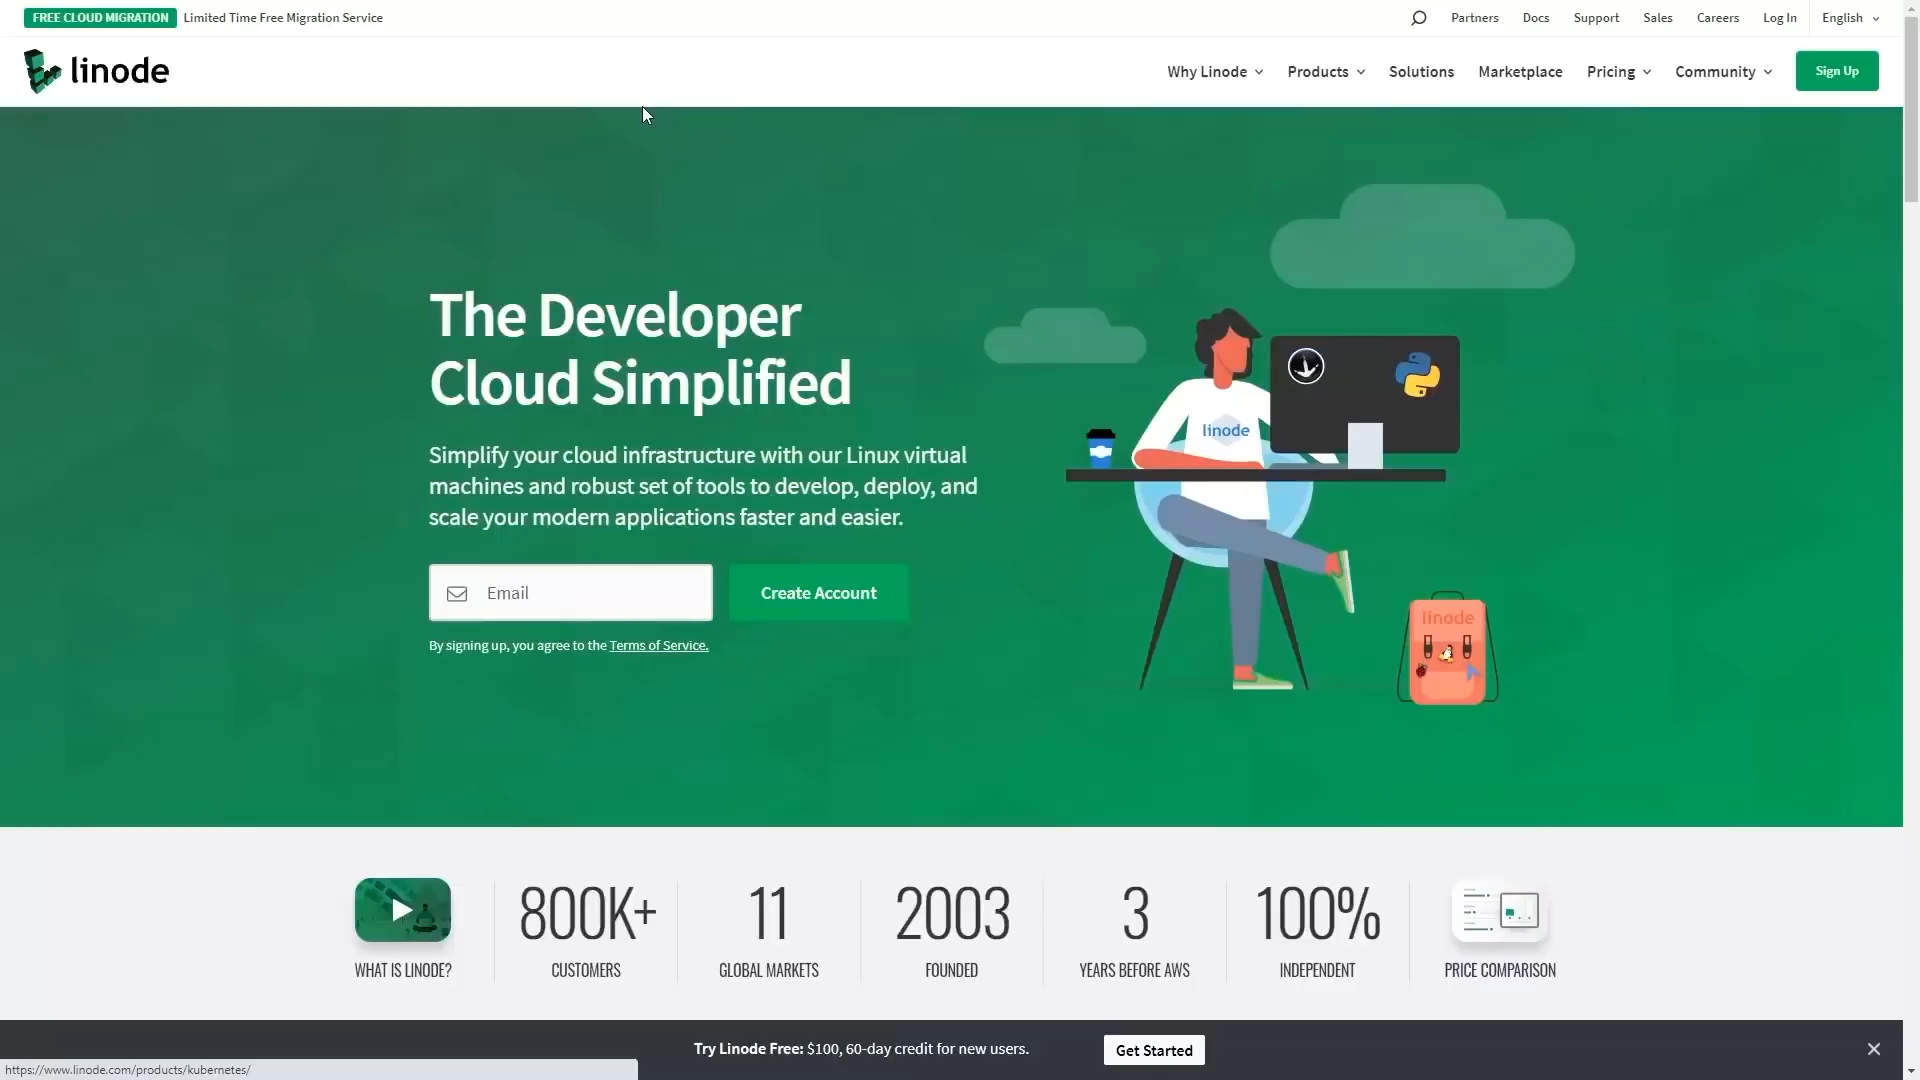 FREE CLOUD MIGRATION Limited Time Free Migration Service
Partners Docs Support Sales Careers Log In English
linode
Why Linode Products Solutions Marketplace Pricing Community Sign Up
The Developer
Cloud Simplified
Simplify your cloud infrastructure with our Linux virtual
machines and robust set of tools to develop, deploy, and
scale your modern applications faster and easier.
Email
Create Account
By signing up, you agree to the Terms of Service.
linode
linode
800K+ 11 2003 3 100%
WHAT IS LINODE? CUSTOMERS GLOBAL MARKETS FOUNDED YEARS BEFORE AWS INDEPENDENT PRICE COMPARISON
Try Linode Free: $100, 60-day credit for new users. Get Started
https://www.linode.com/products/kubernetes/